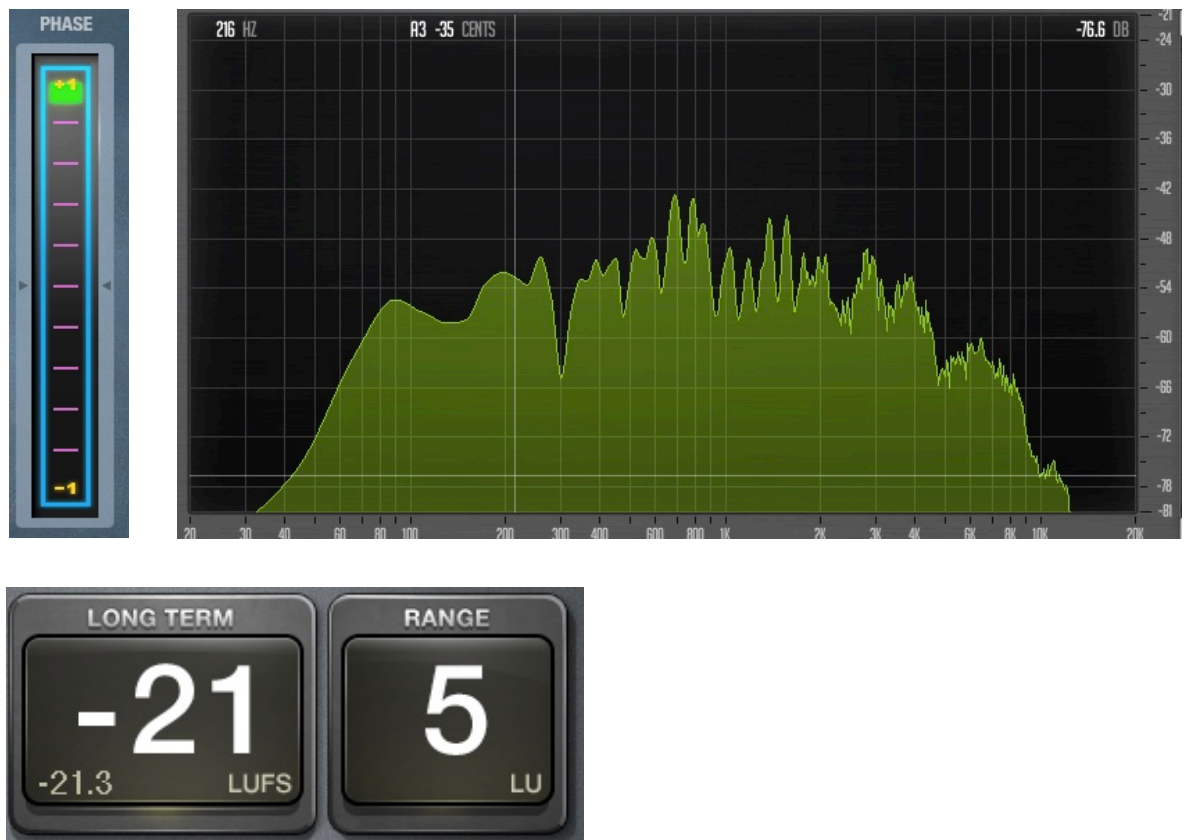 PHASE
+1
-1
216 HZ A3 -35 CENTS -76.6 DB
-21
-24
-30
-36
-42
-48
-54
-60
-66
-72
-78
-81
20 30 40 60 80 100 200 300 400 600 800 1K 2K 3K 4K 6K 8K 10K 20K
LONG TERM
-21
-21.3 LUFS
RANGE
5
LU